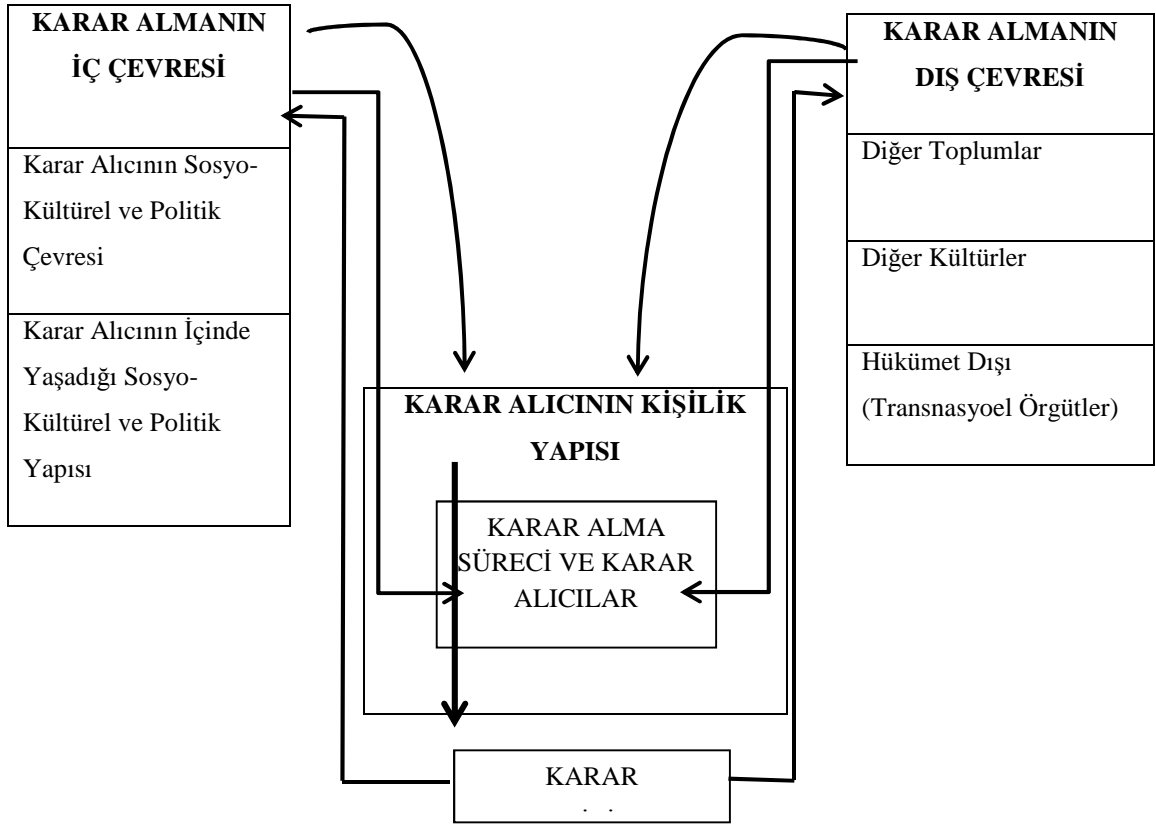 KARAR ALMANIN
İÇ ÇEVRESİ
Karar Alıcının Sosyo-
Kültürel ve Politik
Çevresi
Karar Alıcının İçinde
Yaşadığı Sosyo-
Kültürel ve Politik
Yapısı
KARAR ALMANIN
DIŞ ÇEVRESİ
Diğer Toplumlar
Diğer Kültürler
Hükümet Dışı
(Transnasyoel Örgütler)
KARAR ALICININ KİŞİLİK
YAPISI
KARAR ALMA
SÜRECİ VE KARAR
ALICILAR
KARAR